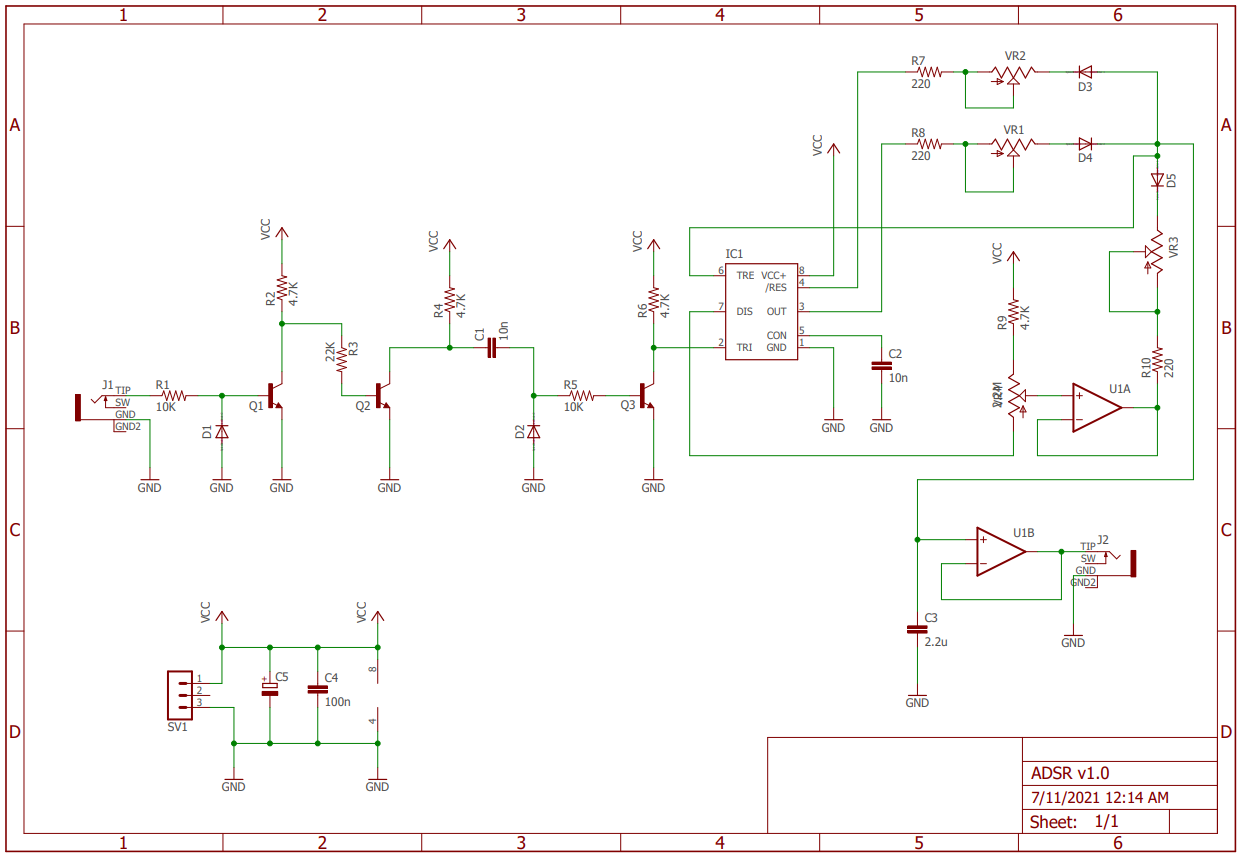 1 2 3 4 5 6
A A
B B
C C
D D
R7
220
VR2
D3
R8
220
VR1
D4
VCC
D5
VCC
VCC
VCC
IC1
VCC
VR3
6 TRE VCC+ 8
/RES 4
7 DIS OUT 3
CON 5
2 TRI GND 1
R2
4.7K
R4
4.7K
R6
4.7K
R9
4.7K
C1
10n
22K
R3
C2
10n
R10
220
J1
TIP
SW
GND
GND2
R1
10K
Q1
Q2
R5
10K
Q3
U1A
+
−
D1
D2
GND
GND
GND
GND
GND
GND
GND
GND
U1B
+
−
J2
TIP
SW
GND
GND2
C3
2.2u
GND
GND
VCC
VCC
1
2
3
SV1
+
C5
C4
100n
8
4
GND
GND
ADSR v1.0
7/11/2021 12:14 AM
Sheet: 1/1
1 2 3 4 5 6